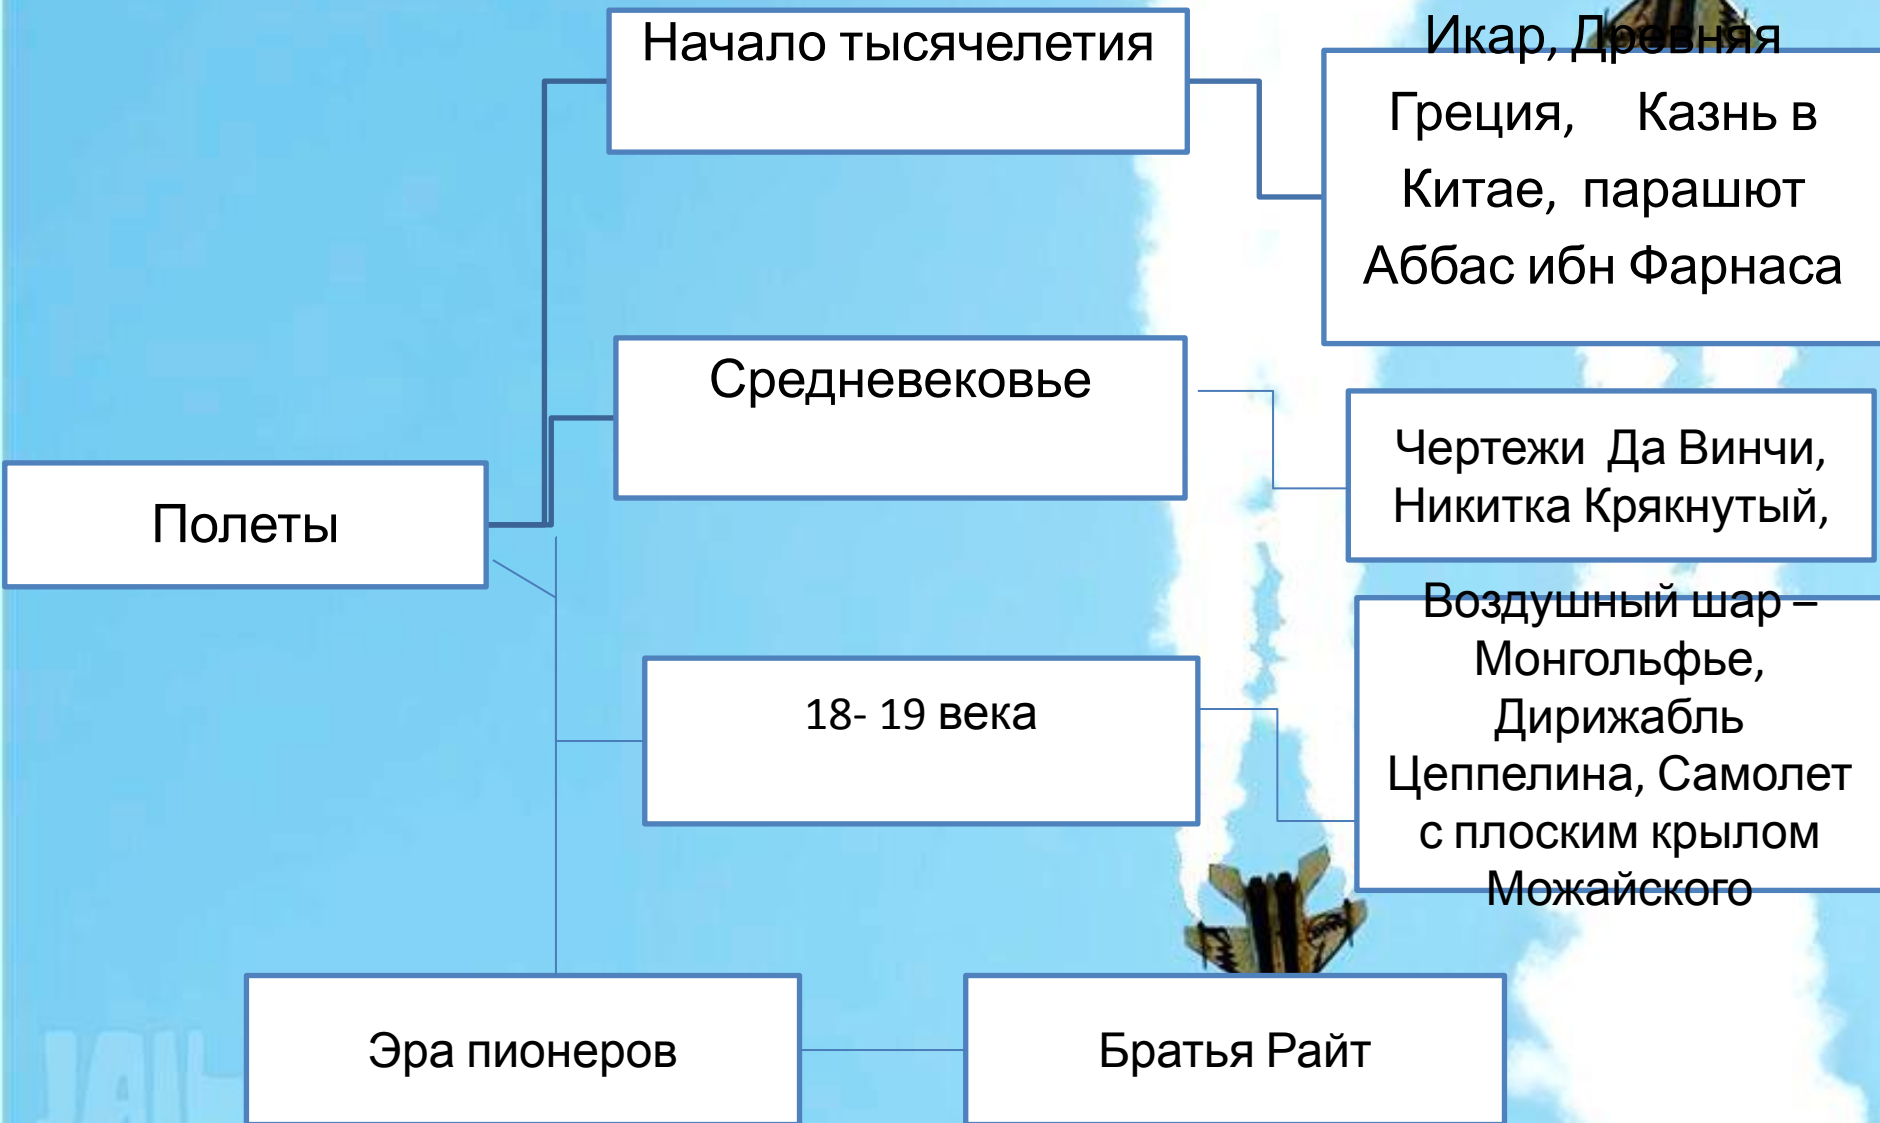 Начало тысячелетия
Икар, Древняя
Греция, Казнь в
Китае, парашют
Аббас ибн Фарнаса
Средневековье
Чертежи Да Винчи,
Никитка Крякнутый,
Полеты
18- 19 века
Воздушный шар –
Монгольфье,
Дирижабль
Цеппелина, Самолет
с плоским крылом
Можайского
Эра пионеров
Братья Райт